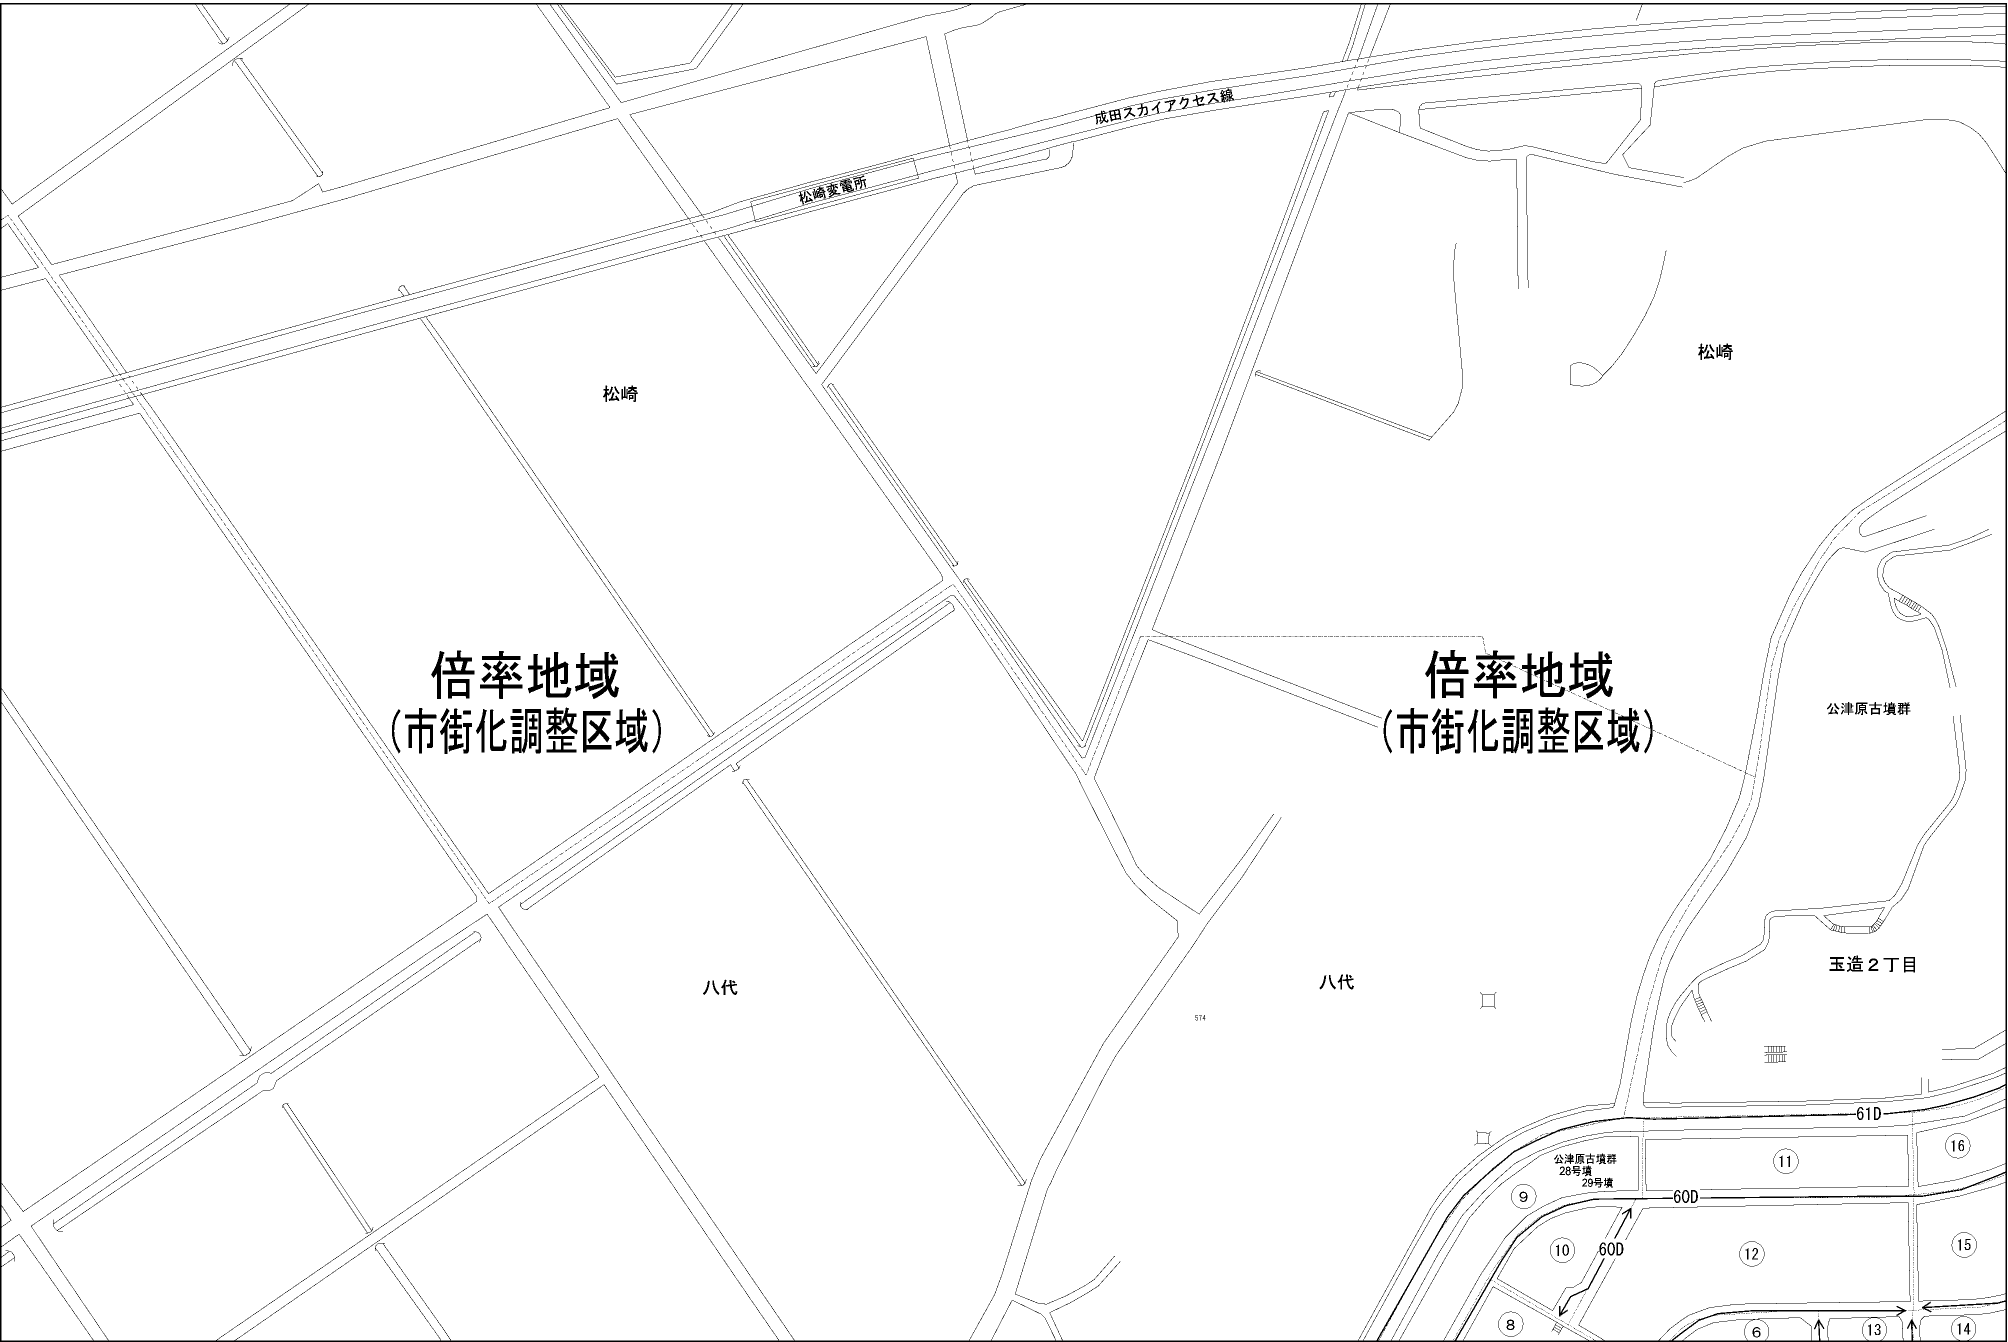 成田スカイアクセス線
松崎変電所
松崎
松崎
倍率地域
(市街化調整区域)
倍率地域
(市街化調整区域)
公津原古墳群
玉造2丁目
八代
八代
574
61D
公津原古墳群
28号墳
29号墳
⑪
⑯
⑨
60D
⑩
60D
⑫
⑮
⑧
⑥
⑬
⑭